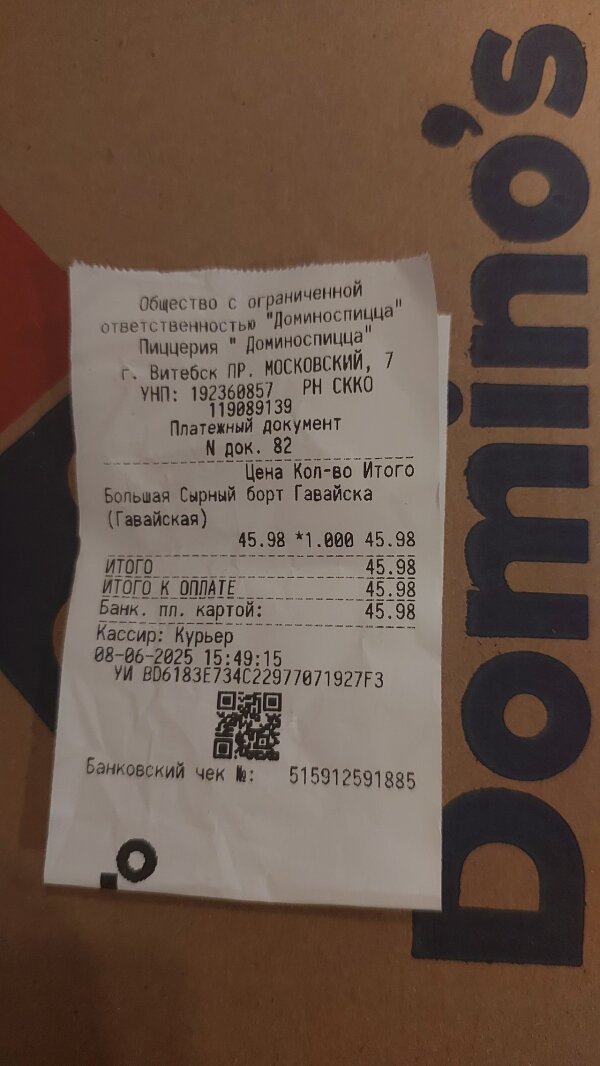 Domino's
Общество с ограниченной
ответственностью "Доминоспицца"
Пиццерия " Доминоспицца"
г. Витебск ПР. МОСКОВСКИЙ, 7
УНП: 192360857 РН СККО
119089139
Платежный документ
N док. 82
Цена Кол-во Итого
Большая Сырный борт Гавайска
(Гавайская)
45.98 *1.000 45.98
ИТОГО 45.98
ИТОГО К ОПЛАТЕ 45.98
Банк. пл. картой: 45.98
Кассир: Курьер
08-06-2025 15:49:15
УИ BD6183E734C22977071927F3
Банковский чек №: 515912591885